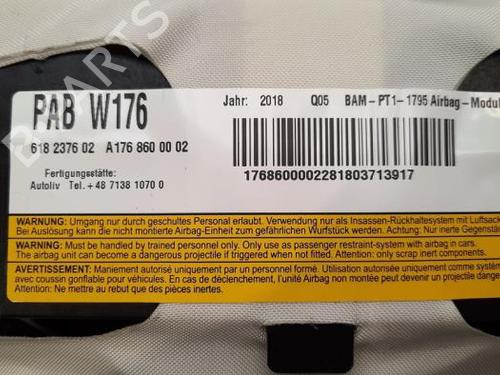 PAB W176
Jahr: 2018 Q05 BAM-PT1-1795 Airbag-Modul
618 2376 02 A176 860 00 02
Fertigungsstätte:
Autoliv Tel.+48 7138 1070 0
1768600002281803713917
WARNUNG: Umgang nur durch geschultes Personal erlaubt. Verwendung nur als Insassen-Rückhaltesystem mit Luftsack
Bei Auslösung kann die nicht montierte Airbag-Einheit zum gefährlichen Wurfstück werden. Achtung: Nur inerte Gegenstän
WARNING: Must be handled by trained personnel only. Only use as passenger restraint-system with airbag in cars.
The airbag unit can become a dangerous projectile if triggered when not fitted. Attention: only scrap inert components.
AVERTISSEMENT: Maniement autorisé uniquement par un personnel formé. Utilisation autorisée uniquement comme systèm
avec coussin gonflable pour véhicules. En cas de déclenchement, l'unité Airbag non montée peut devenir un projectile dang
Attention: Ne mettre au rebut que des pièces inertes.